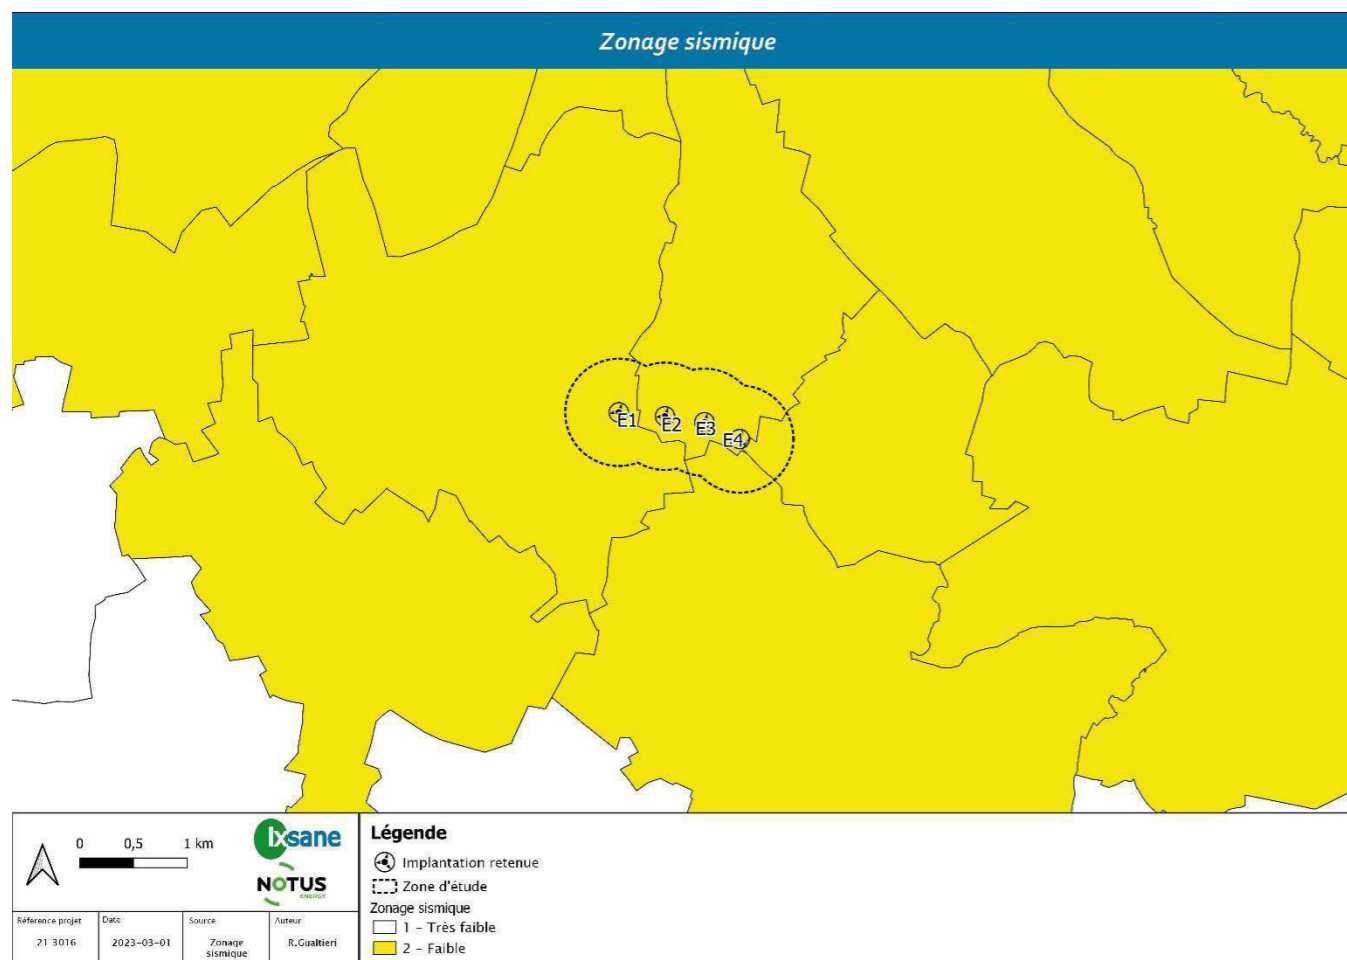 Zonage sismique
E1
E2
E3
E4
0 0,5 1 km
Ixsane
NOTUS
ENERGY
Référence projet
21 3016
Date
2023-03-01
Source
Zonage
sismique
Auteur
R.Gualtieri
Légende
Implantation retenue
Zone d'étude
Zonage sismique
1 - Très faible
2 - Faible